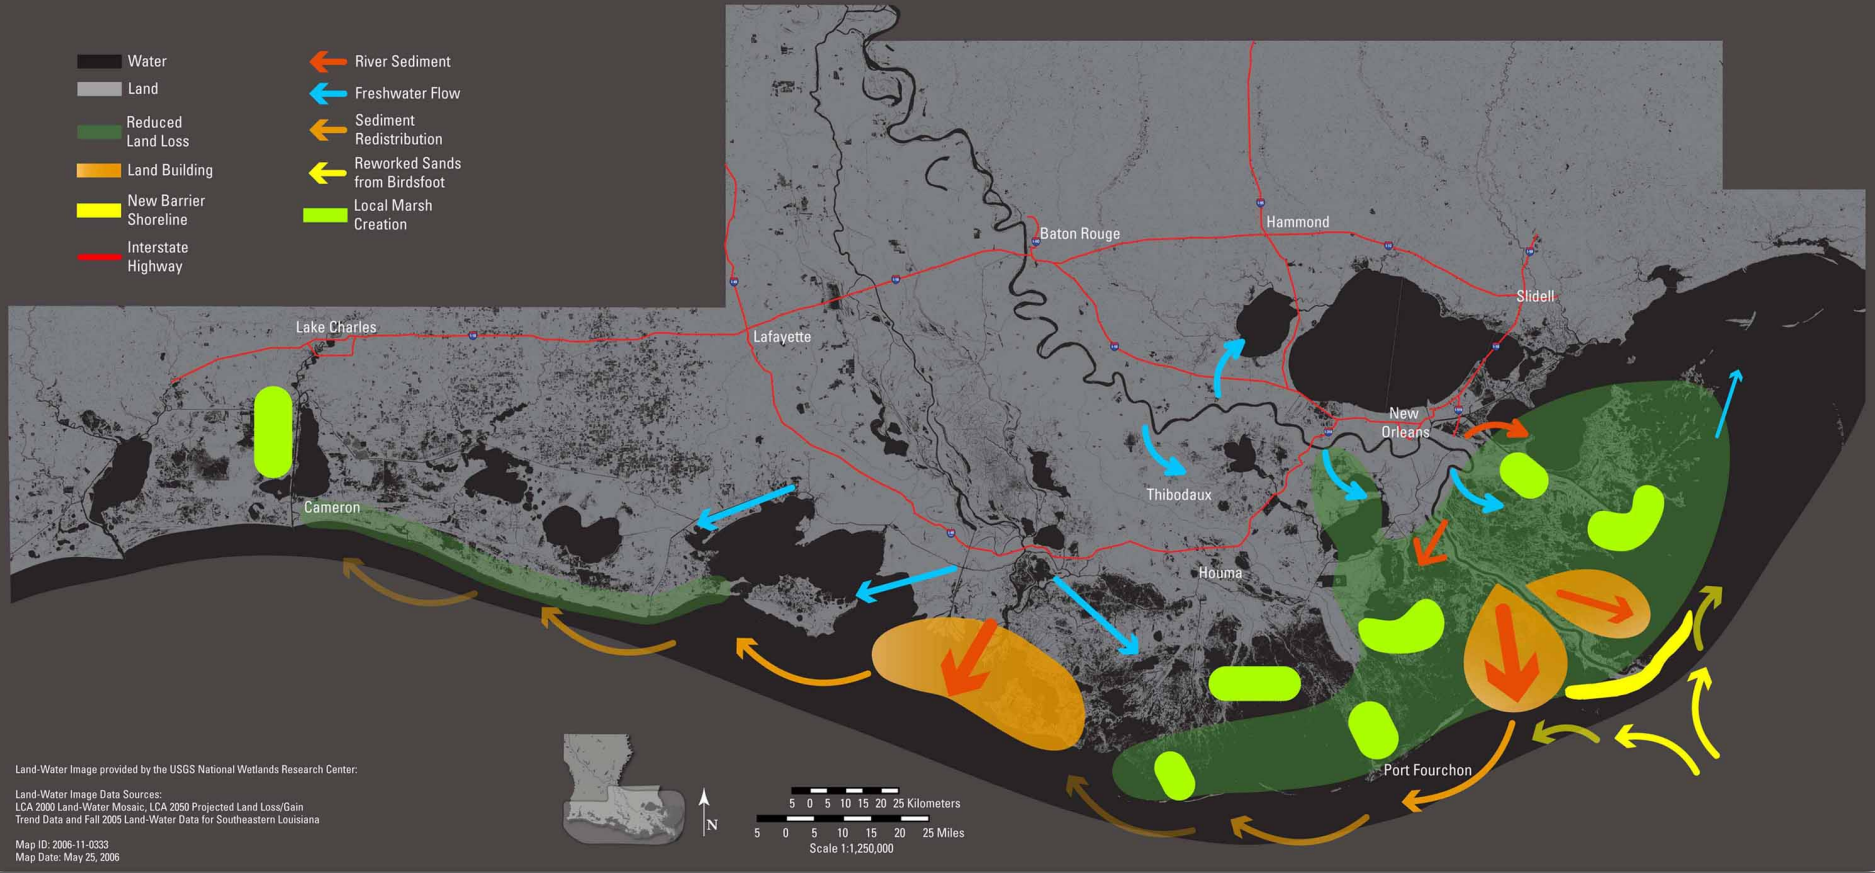 Water
Land
Reduced
Land Loss
Land Building
New Barrier
Shoreline
Interstate
Highway
River Sediment
Freshwater Flow
Sediment
Redistribution
Reworked Sands
from Birdsfoot
Local Marsh
Creation
Baton Rouge
Hammond
Slidell
Lake Charles
Lafayette
New
Orleans
Thibodaux
Cameron
Houma
Port Fourchon
Land-Water Image provided by the USGS National Wetlands Research Center:
Land-Water Image Data Sources:
LCA 2000 Land-Water Mosaic, LCA 2050 Projected Land Loss/Gain
Trend Data and Fall 2005 Land-Water Data for Southeastern Louisiana
Map ID: 2006-11-0333
Map Date: May 25, 2006
N
5 0 5 10 15 20 25 Kilometers
5 0 5 10 15 20 25 Miles
Scale 1:1,250,000